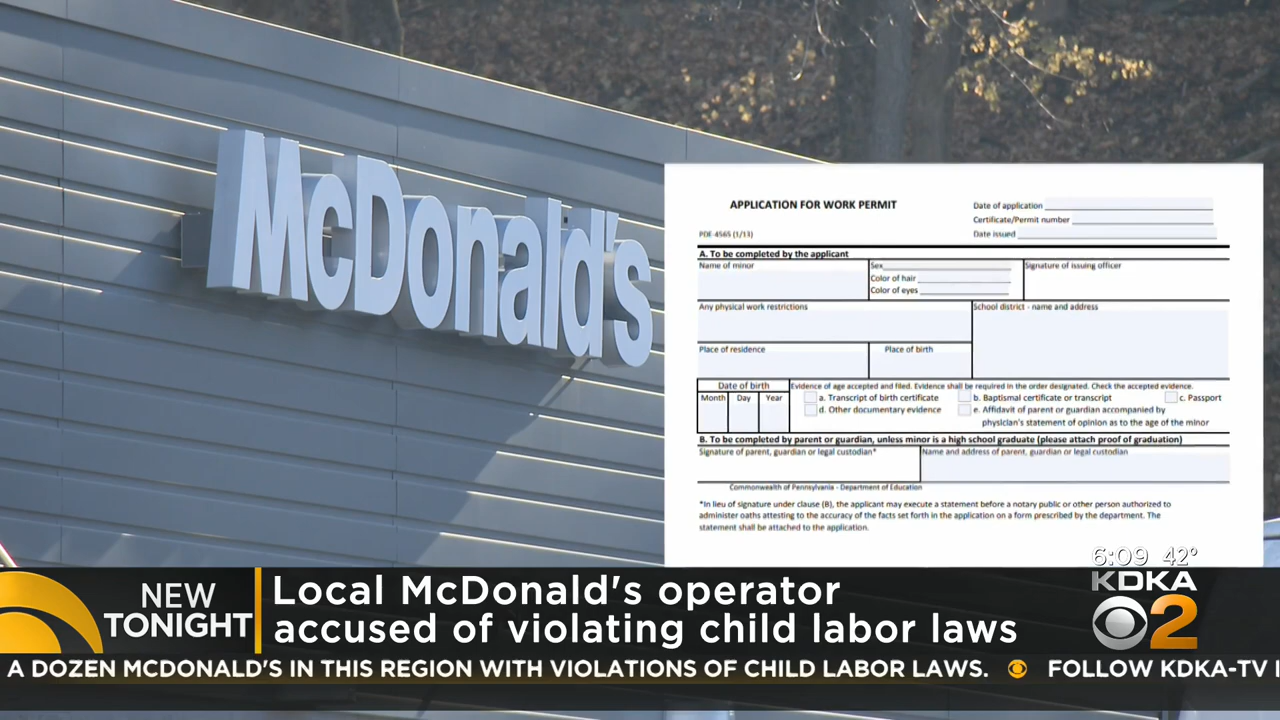 McDonald's
APPLICATION FOR WORK PERMIT
Date of application
Certificate/Permit number
PDE-4565 (1/13)
Date issued
A. To be completed by the applicant
Name of minor
Sex
Color of hair
Color of eyes
Signature of issuing officer
Any physical work restrictions
School district - name and address
Place of residence
Place of birth
Date of birth
Month Day Year
Evidence of age accepted and filed. Evidence shall be required in the order designated. Check the accepted evidence.
a. Transcript of birth certificate
b. Baptismal certificate or transcript
c. Passport
d. Other documentary evidence
e. Affidavit of parent or guardian accompanied by
physician's statement of opinion as to the age of the minor
B. To be completed by parent or guardian, unless minor is a high school graduate (please attach proof of graduation)
Signature of parent, guardian or legal custodian*
Name and address of parent, guardian or legal custodian
Commonwealth of Pennsylvania - Department of Education
*In lieu of signature under clause (B), the applicant may execute a statement before a notary public or other person authorized to
administer oaths attesting to the accuracy of the facts set forth in the application on a form prescribed by the department. The
statement shall be attached to the application.
6:09 42°
KDKA
2
NEW
TONIGHT
Local McDonald's operator
accused of violating child labor laws
A DOZEN MCDONALD'S IN THIS REGION WITH VIOLATIONS OF CHILD LABOR LAWS. FOLLOW KDKA-TV